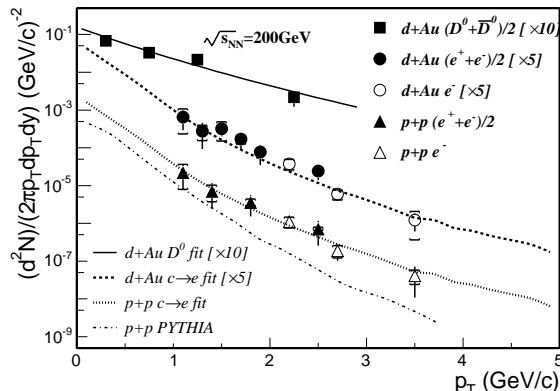 (d²N)/(2πp_T dp_T dy) (GeV/c)⁻²
10⁻¹
10⁻³
10⁻⁵
10⁻⁷
10⁻⁹
√s_NN = 200GeV
d+Au (D⁰+D̅⁰)/2 [×10]
d+Au (e⁺+e⁻)/2 [×5]
d+Au e⁻ [×5]
p+p (e⁺+e⁻)/2
p+p e⁻
d+Au D⁰ fit [×10]
d+Au c→e fit [×5]
p+p c→e fit
p+p PYTHIA
0 1 2 3 4 5
p_T (GeV/c)